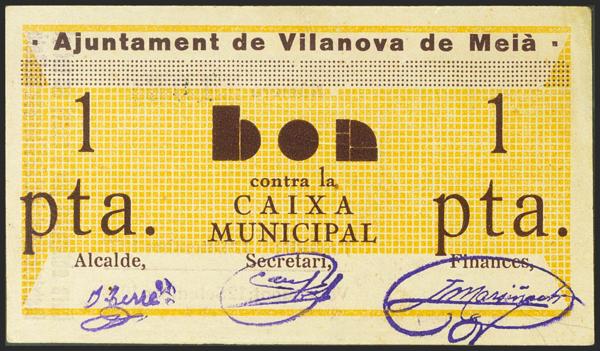 · Ajuntament de Vilanova de Meià ·
1 pta.
bon
contra la
CAIXA
MUNICIPAL
1 pta.
Alcalde, Secretari, Finances,